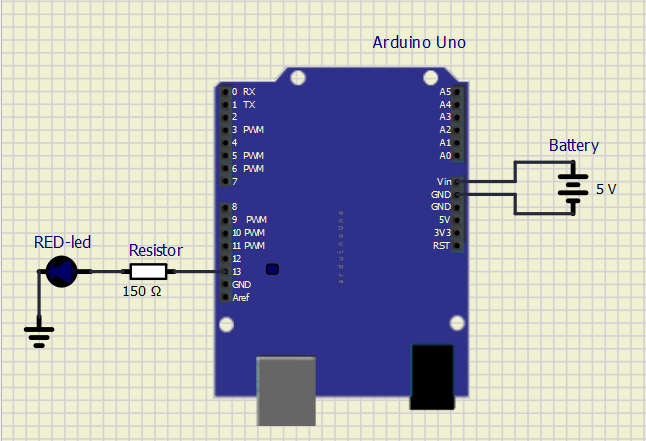 Arduino Uno
0 RX
1 TX
2
3 PWM
4
5 PWM
6 PWM
7
8
9 PWM
10 PWM
11 PWM
12
13
GND
Aref
A5
A4
A3
A2
A1
A0
Vin
GND
GND
5V
3V3
RST
arduinoUno
Battery
5 V
RED-led
Resistor
150 Ω